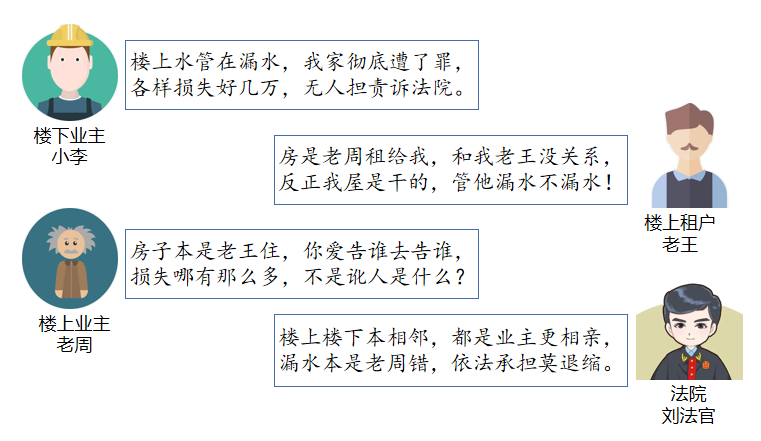 楼上水管在漏水，我家彻底遭了罪，
各样损失好几万，无人担责诉法院。
楼下业主
小李
房是老周租给我，和我老王没关系，
反正我屋是干的，管他漏水不漏水！
楼上租户
老王
房子本是老王住，你爱告谁去告谁，
损失哪有那么多，不是讹人是什么？
楼上业主
老周
楼上楼下本相邻，都是业主更相亲，
漏水本是老周错，依法承担莫退缩。
法院
刘法官